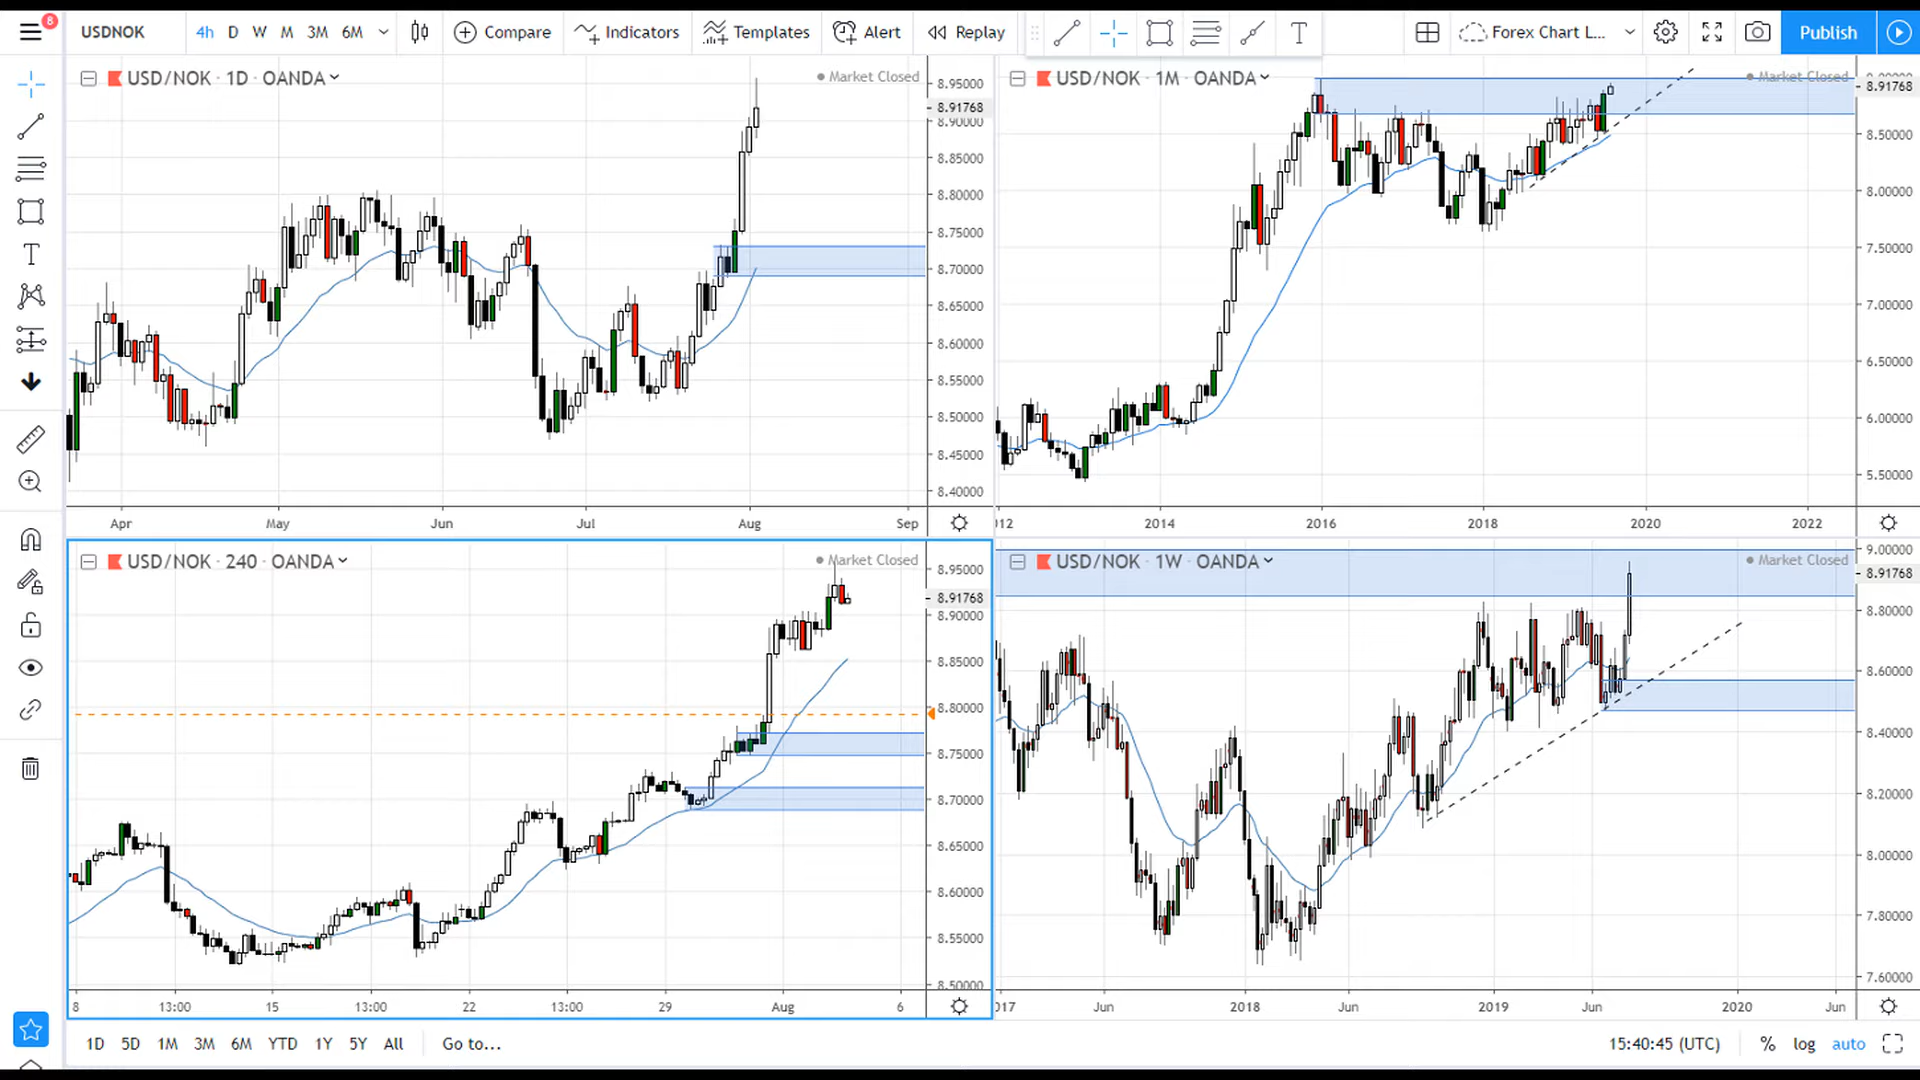 8
USDNOK
4h D W M 3M 6M
Compare
Indicators
Templates
Alert
Replay
Forex Chart L...
Publish
USD/NOK · 1D · OANDA
Market Closed
8.95000
8.91768
8.90000
8.85000
8.80000
8.75000
8.70000
8.65000
8.60000
8.55000
8.50000
8.45000
8.40000
Apr May Jun Jul Aug Sep
USD/NOK · 1M · OANDA
Market Closed
8.91768
8.50000
8.00000
7.50000
7.00000
6.50000
6.00000
5.50000
2014 2016 2018 2020 2022
USD/NOK · 240 · OANDA
Market Closed
8.95000
8.91768
8.90000
8.85000
8.80000
8.75000
8.70000
8.65000
8.60000
8.55000
8.50000
8 13:00 15 13:00 22 13:00 29 Aug 6
USD/NOK · 1W · OANDA
Market Closed
9.00000
8.91768
8.80000
8.60000
8.40000
8.20000
8.00000
7.80000
7.60000
Jun 2018 Jun 2019 Jun 2020 Jun
1D 5D 1M 3M 6M YTD 1Y 5Y All
Go to...
15:40:45 (UTC)
% log auto